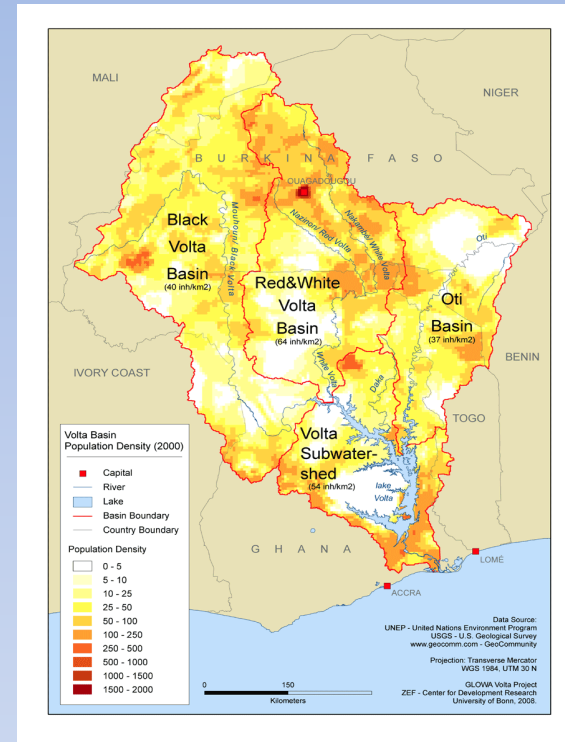 MALI
NIGER
BURKINA FASO
OUAGADOUGOU
Mouhoun/ Black Volta
Nazinon/ Red Volta
Nakambé/ White Volta
Oti
Black
Volta
Basin
(40 inh/km2)
Red&White
Volta
Basin
(64 inh/km2)
Oti
Basin
(37 inh/km2)
BENIN
IVORY COAST
White Volta
Daka
TOGO
Volta
Subwater-
shed
(54 inh/km2)
lake
Volta
GHANA
LOMÉ
ACCRA
Volta Basin
Population Density (2000)
Capital
River
Lake
Basin Boundary
Country Boundary
Population Density
0 - 5
5 - 10
10 - 25
25 - 50
50 - 100
100 - 250
250 - 500
500 - 1000
1000 - 1500
1500 - 2000
0 150
Kilometers
Data Source:
UNEP - United Nations Environment Program
USGS - U.S. Geological Survey
www.geocomm.com - GeoCommunity
Projection: Transverse Mercator
WGS 1984, UTM 30 N
GLOWA Volta Project
ZEF - Center for Development Research
University of Bonn, 2008.